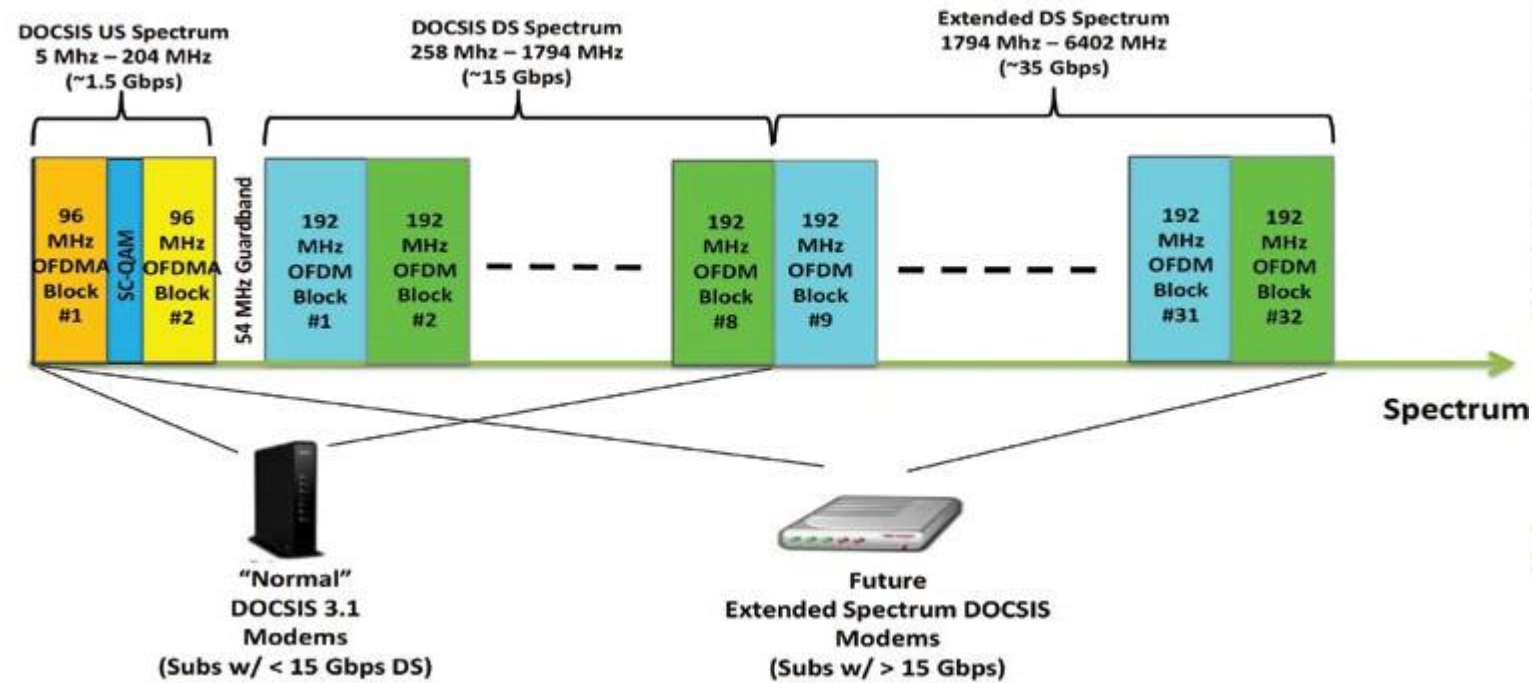 DOCSIS US Spectrum
5 Mhz – 204 MHz
(~1.5 Gbps)
DOCSIS DS Spectrum
258 Mhz – 1794 MHz
(~15 Gbps)
Extended DS Spectrum
1794 Mhz – 6402 MHz
(~35 Gbps)
96
MHz
OFDMA
Block
#1
SC-QAM
96
MHz
OFDMA
Block
#2
54 MHz Guardband
192
MHz
OFDM
Block
#1
192
MHz
OFDM
Block
#2
192
MHz
OFDM
Block
#8
192
MHz
OFDM
Block
#9
192
MHz
OFDM
Block
#31
192
MHz
OFDM
Block
#32
Spectrum
“Normal”
DOCSIS 3.1
Modems
(Subs w/ < 15 Gbps DS)
Future
Extended Spectrum DOCSIS
Modems
(Subs w/ > 15 Gbps)